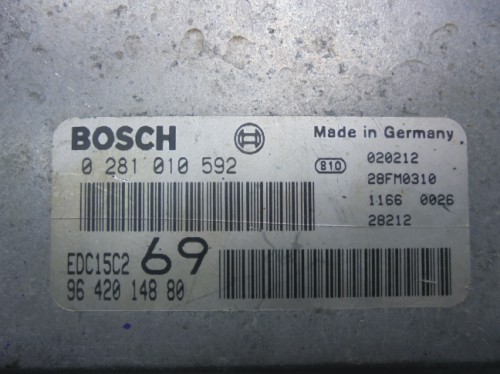 BOSCH Made in Germany
0 281 010 592 810 020212
28FM0310
1166 0026
28212
EDC15C2 69
96 420 148 80